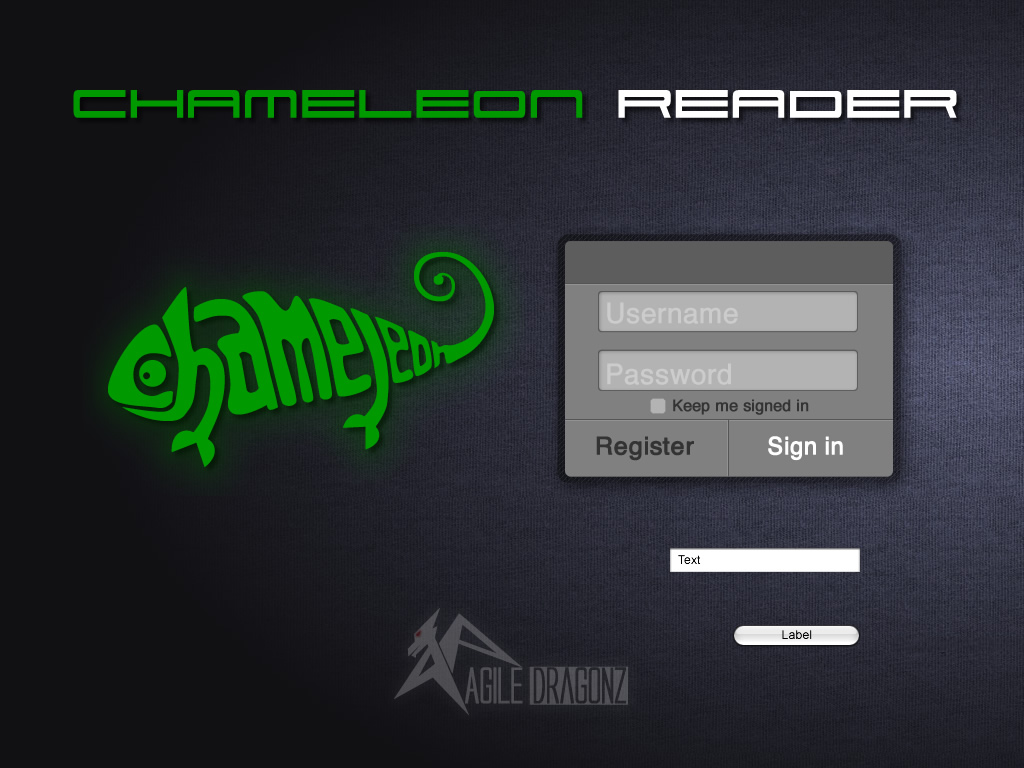 CHAMELEON READER
Chameleon
Username
Password
Keep me signed in
Register Sign in
Text
Label
AGILE DRAGONZ